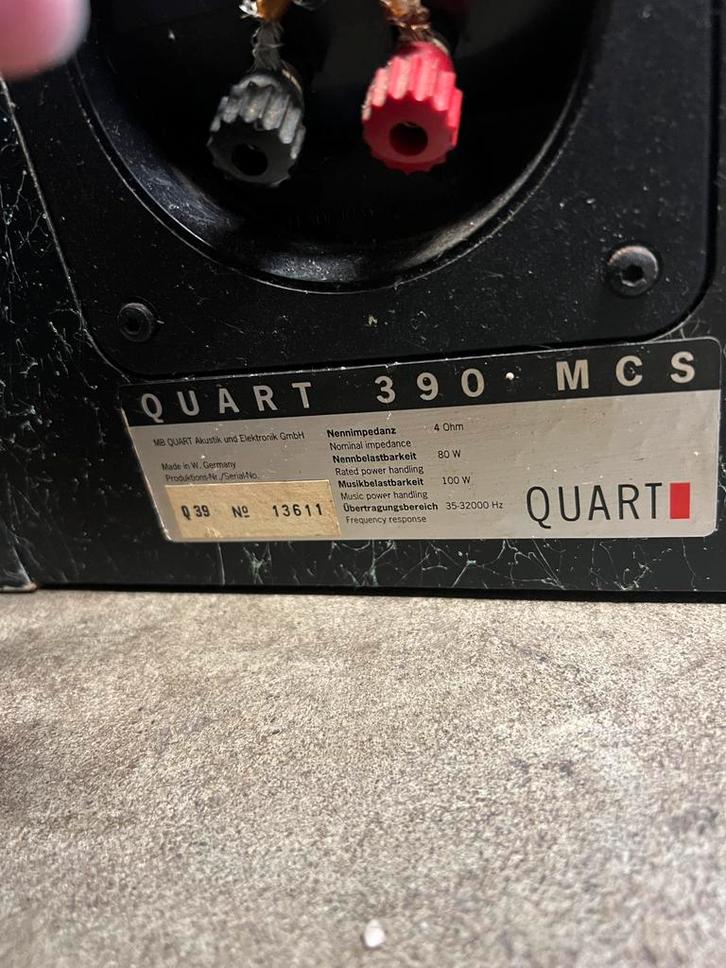 QUART 390 MCS
MB QUART Akustik und Elektronik GmbH
Made in W. Germany
Produktions-Nr./Serial-No.
Q39 Nº 13611
Nennimpedanz 4 Ohm
Nominal impedance
Nennbelastbarkeit 80 W
Rated power handling
Musikbelastbarkeit 100 W
Music power handling
Übertragungsbereich 35-32000 Hz
Frequency response
QUART